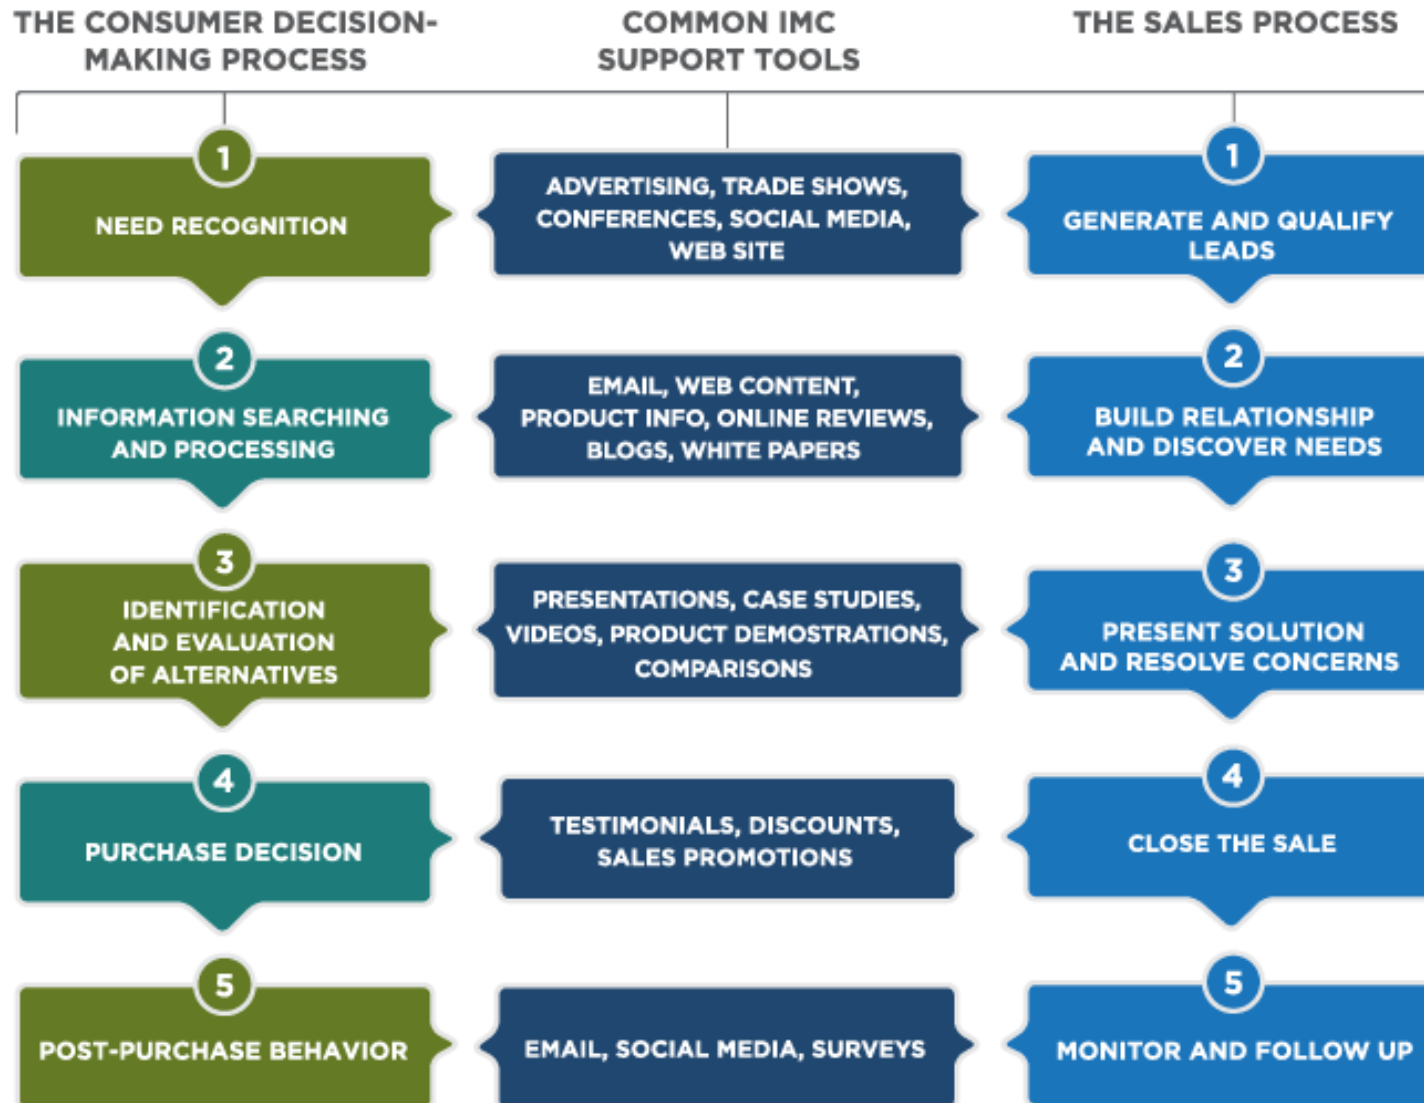 THE CONSUMER DECISION-
MAKING PROCESS
COMMON IMC
SUPPORT TOOLS
THE SALES PROCESS
1
NEED RECOGNITION
ADVERTISING, TRADE SHOWS,
CONFERENCES, SOCIAL MEDIA,
WEB SITE
1
GENERATE AND QUALIFY
LEADS
2
INFORMATION SEARCHING
AND PROCESSING
EMAIL, WEB CONTENT,
PRODUCT INFO, ONLINE REVIEWS,
BLOGS, WHITE PAPERS
2
BUILD RELATIONSHIP
AND DISCOVER NEEDS
3
IDENTIFICATION
AND EVALUATION
OF ALTERNATIVES
PRESENTATIONS, CASE STUDIES,
VIDEOS, PRODUCT DEMOSTRATIONS,
COMPARISONS
3
PRESENT SOLUTION
AND RESOLVE CONCERNS
4
PURCHASE DECISION
TESTIMONIALS, DISCOUNTS,
SALES PROMOTIONS
4
CLOSE THE SALE
5
POST-PURCHASE BEHAVIOR
EMAIL, SOCIAL MEDIA, SURVEYS
5
MONITOR AND FOLLOW UP